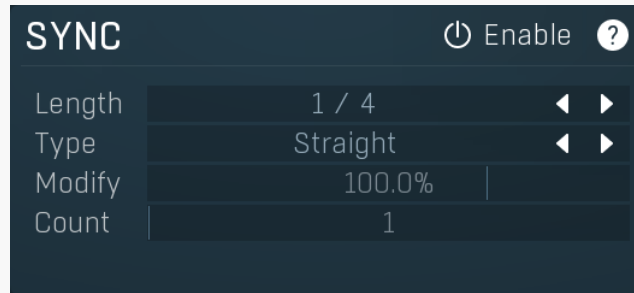 SYNC Enable ?
Length 1 / 4
Type Straight
Modify 100.0%
Count 1